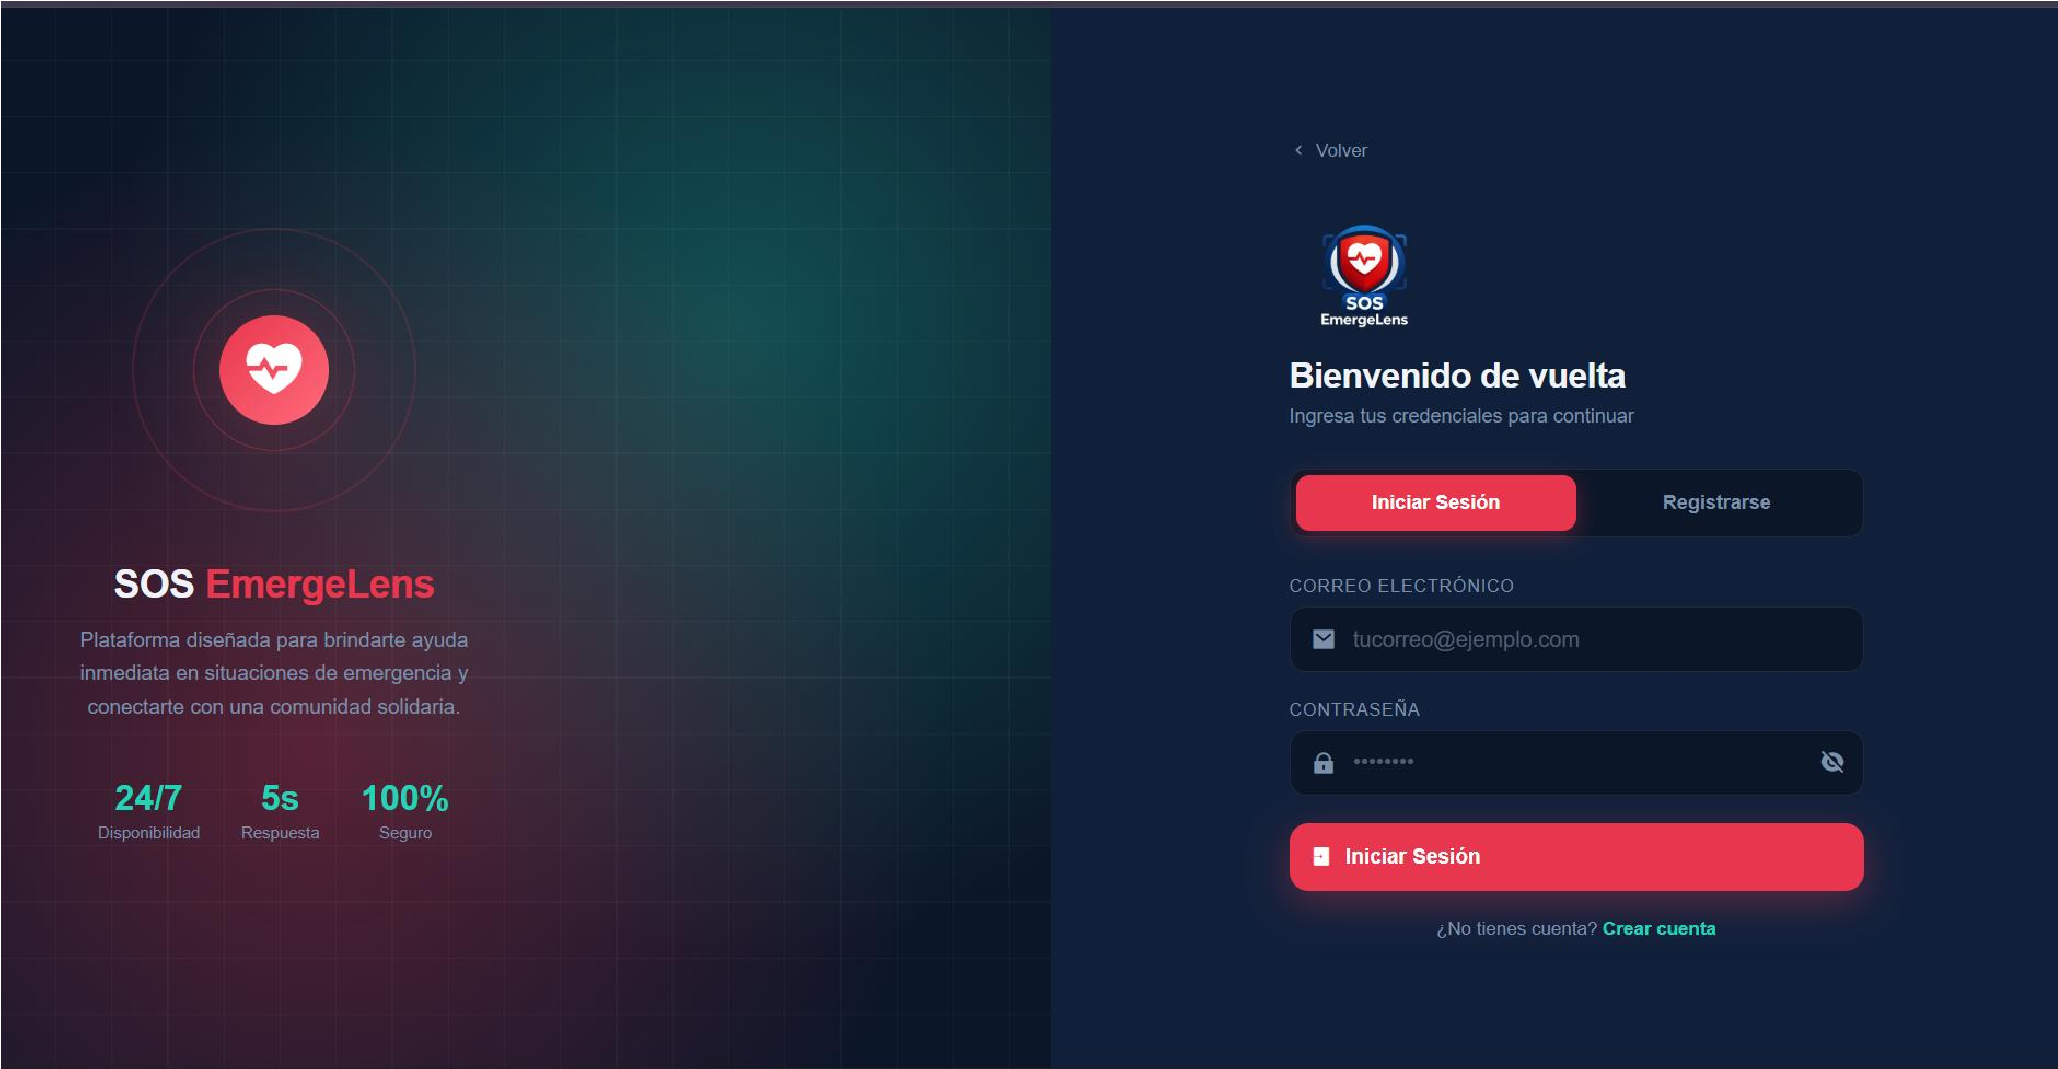 SOS EmergeLens
Plataforma diseñada para brindarte ayuda
inmediata en situaciones de emergencia y
conectarte con una comunidad solidaria.
24/7
Disponibilidad
5s
Respuesta
100%
Seguro
Volver
SOS
EmergeLens
Bienvenido de vuelta
Ingresa tus credenciales para continuar
Iniciar Sesión
Registrarse
CORREO ELECTRÓNICO
tucorreo@ejemplo.com
CONTRASEÑA
••••••••
Iniciar Sesión
¿No tienes cuenta? Crear cuenta